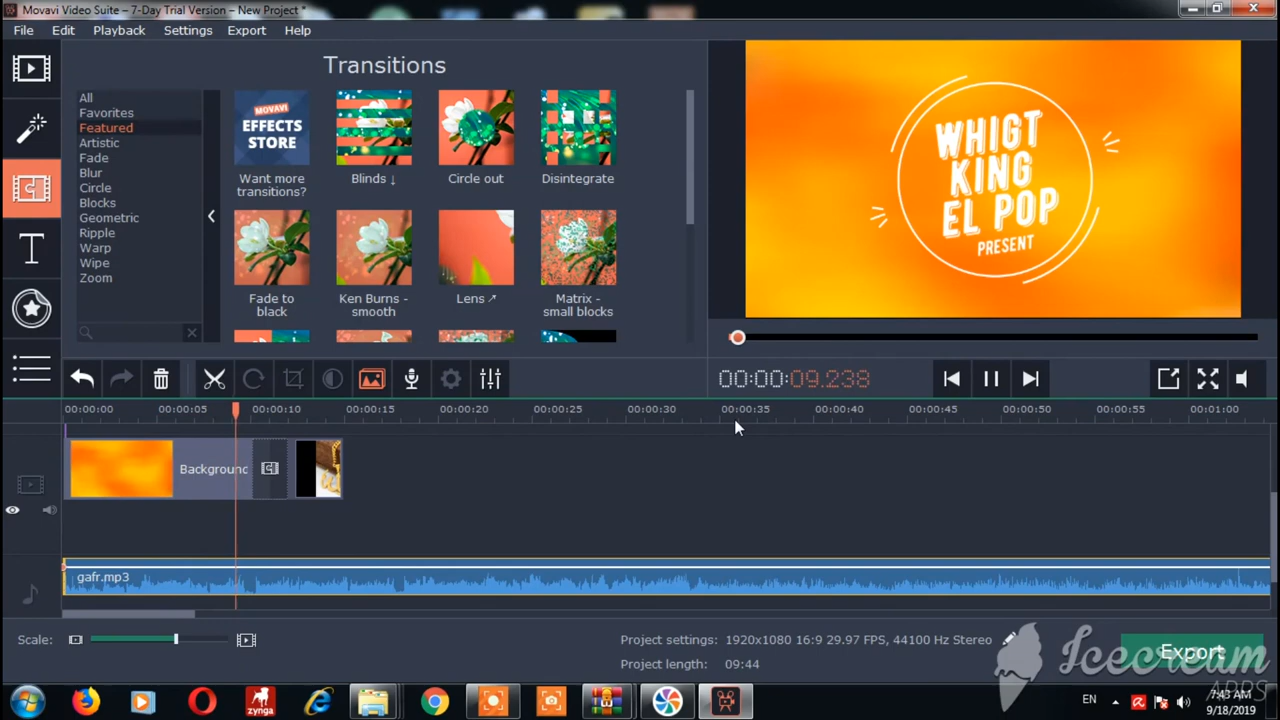 Movavi Video Suite – 7-Day Trial Version – New Project *
File Edit Playback Settings Export Help
Transitions
All
Favorites
Featured
Artistic
Fade
Blur
Circle
Blocks
Geometric
Ripple
Warp
Wipe
Zoom
MOVAVI
EFFECTS
STORE
Want more
transitions?
Blinds ↓
Circle out
Disintegrate
Fade to
black
Ken Burns -
smooth
Lens ↗
Matrix -
small blocks
WHIGT
KING
EL POP
PRESENT
00:00:09.238
00:00:00 00:00:05 00:00:10 00:00:15 00:00:20 00:00:25 00:00:30 00:00:35 00:00:40 00:00:45 00:00:50 00:00:55 00:01:00
Background
gafr.mp3
Scale:
Project settings: 1920x1080 16:9 29.97 FPS, 44100 Hz Stereo
Project length: 09:44
Export
Icecream
APPS
zynga
EN
7:43 AM
9/18/2019